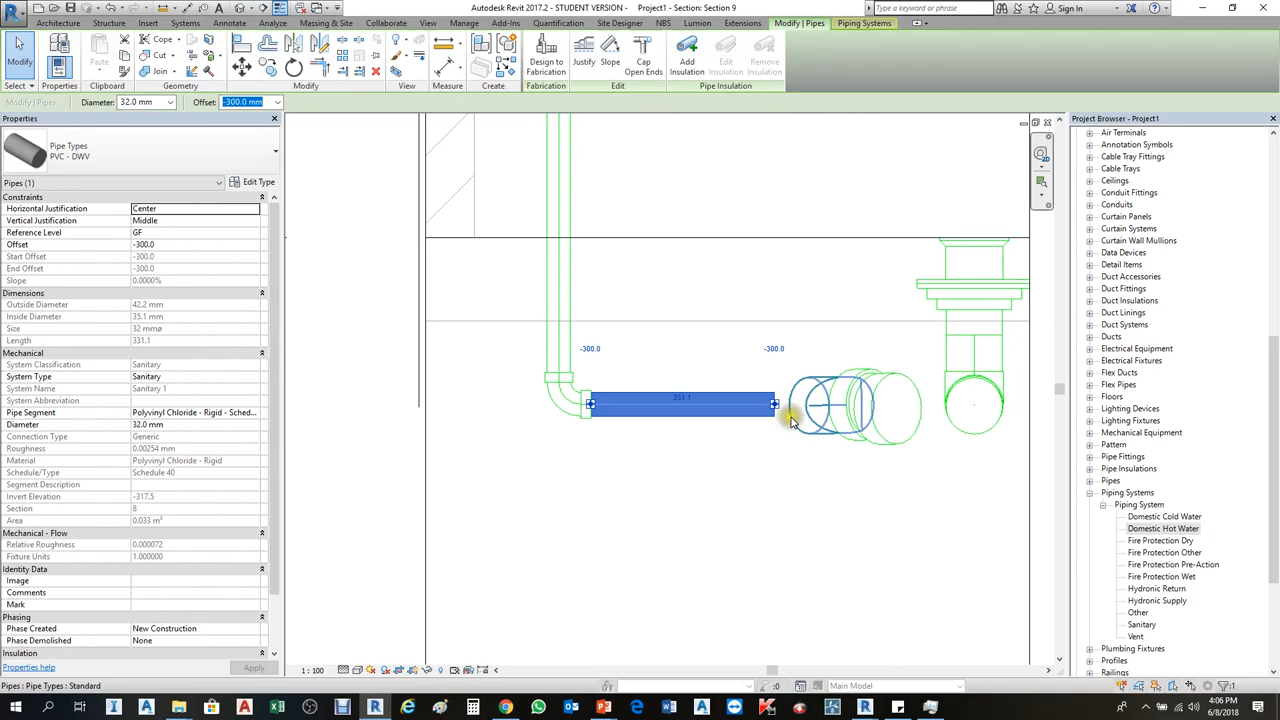 Autodesk Revit 2017.2 - STUDENT VERSION - Project1 - Section: Section 9
Type a keyword or phrase
Sign In
Architecture Structure Insert Systems Annotate Analyze Massing & Site Collaborate View Manage Add-Ins Quantification Site Designer NBS Lumion Extensions Modify | Pipes Piping Systems
Modify
Paste
Cope
Cut
Join
Design to Fabrication
Justify
Slope
Cap Open Ends
Add Insulation
Edit Insulation
Remove Insulation
Select Properties Clipboard Geometry Modify View Measure Create Fabrication Edit Pipe Insulation
Modify | Pipes Diameter: 32.0 mm Offset: -300.0 mm
Properties
Pipe Types
PVC - DWV
Pipes (1) Edit Type
Constraints
Horizontal Justification Center
Vertical Justification Middle
Reference Level GF
Offset -300.0
Start Offset -300.0
End Offset -300.0
Slope 0.0000%
Dimensions
Outside Diameter 42.2 mm
Inside Diameter 35.1 mm
Size 32 mmø
Length 331.1
Mechanical
System Classification Sanitary
System Type Sanitary
System Name Sanitary 1
System Abbreviation
Pipe Segment Polyvinyl Chloride - Rigid - Sched...
Diameter 32.0 mm
Connection Type Generic
Roughness 0.00254 mm
Material Polyvinyl Chloride - Rigid
Schedule/Type Schedule 40
Segment Description
Invert Elevation -317.5
Section 8
Area 0.033 m²
Mechanical - Flow
Relative Roughness 0.000072
Fixture Units 1.000000
Identity Data
Image
Comments
Mark
Phasing
Phase Created New Construction
Phase Demolished None
Insulation
Properties help Apply
-300.0 -300.0
331.1
Project Browser - Project1
Air Terminals
Annotation Symbols
Cable Tray Fittings
Cable Trays
Ceilings
Conduit Fittings
Conduits
Curtain Panels
Curtain Systems
Curtain Wall Mullions
Data Devices
Detail Items
Duct Accessories
Duct Fittings
Duct Insulations
Duct Linings
Duct Systems
Ducts
Electrical Equipment
Electrical Fixtures
Flex Ducts
Flex Pipes
Floors
Lighting Devices
Lighting Fixtures
Mechanical Equipment
Pattern
Pipe Fittings
Pipe Insulations
Pipes
Piping Systems
Piping System
Domestic Cold Water
Domestic Hot Water
Fire Protection Dry
Fire Protection Other
Fire Protection Pre-Action
Fire Protection Wet
Hydronic Return
Hydronic Supply
Other
Sanitary
Vent
Plumbing Fixtures
Profiles
Railings
1 : 100
Pipes : Pipe Types : Standard
:0
Main Model
:1
4:06 PM
6/8/2018